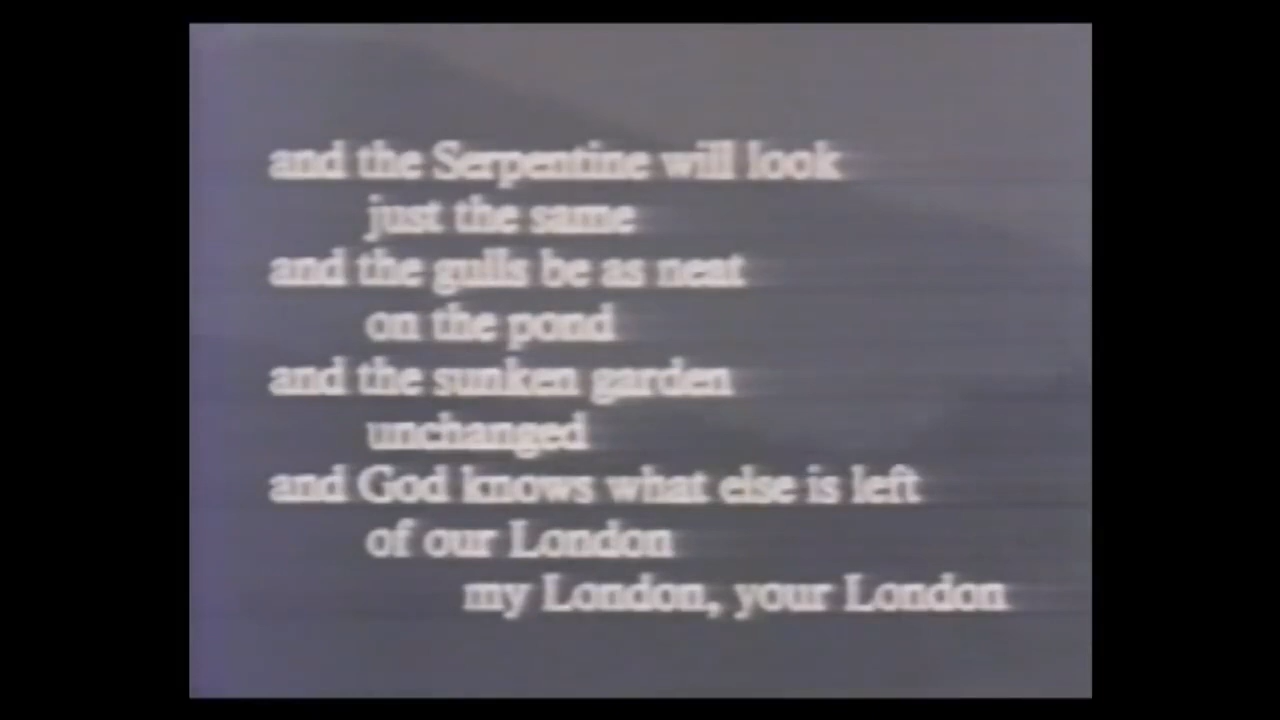 and the Serpentine will look
just the same
and the gulls be as neat
on the pond
and the sunken garden
unchanged
and God knows what else is left
of our London
my London, your London